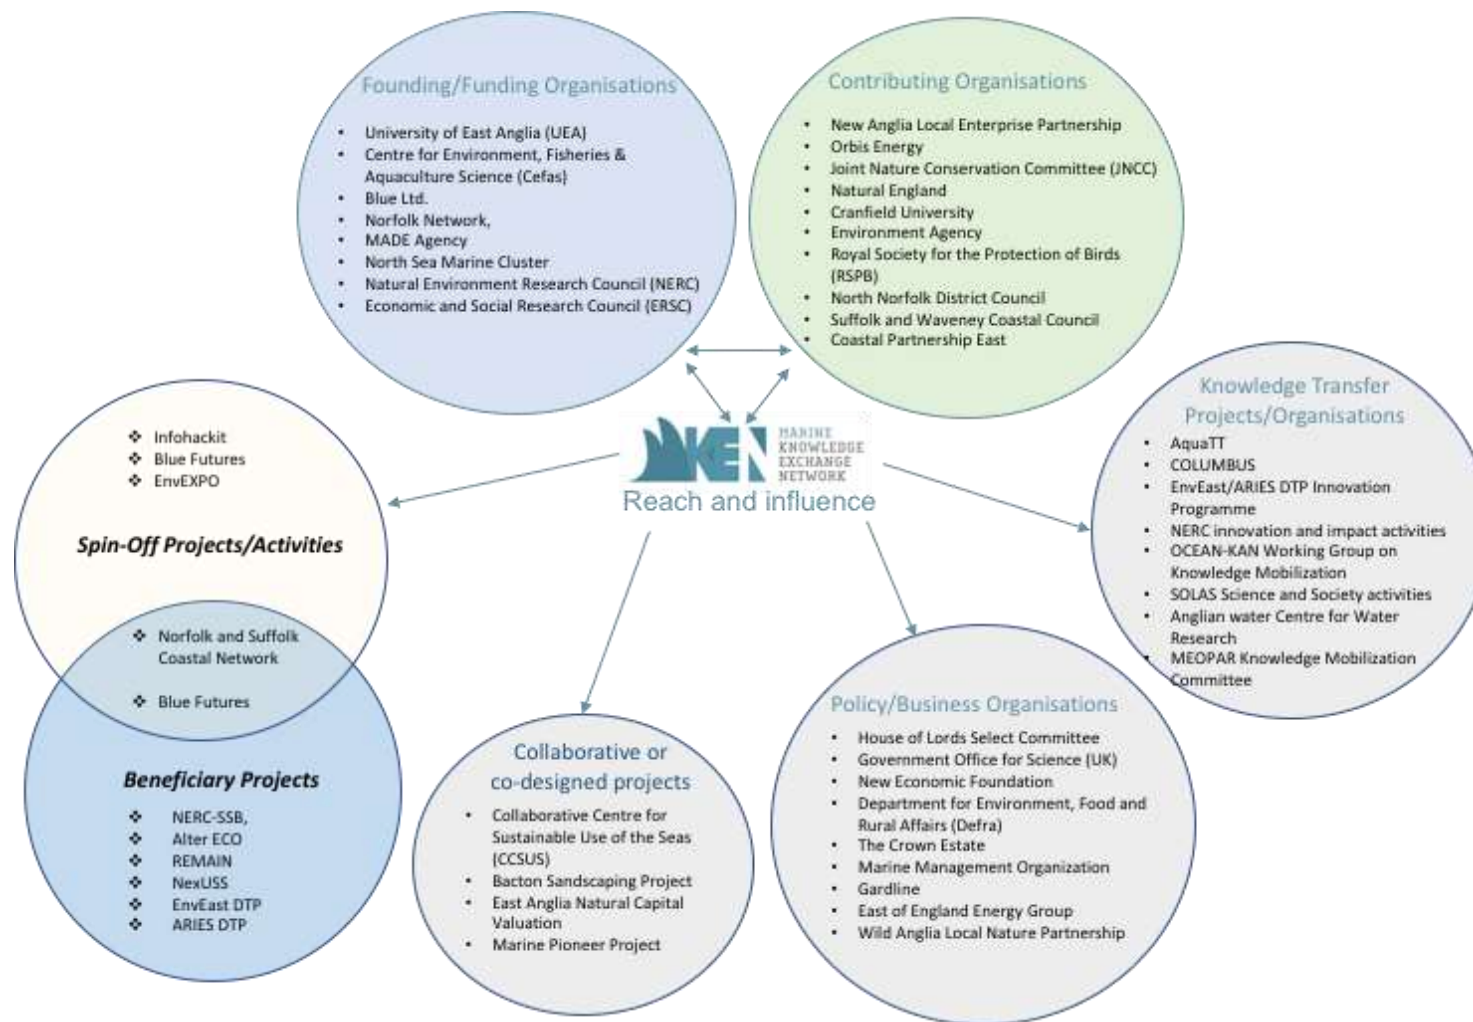 Founding/Funding Organisations
• University of East Anglia (UEA)
• Centre for Environment, Fisheries &
Aquaculture Science (Cefas)
• Blue Ltd.
• Norfolk Network,
• MADE Agency
• North Sea Marine Cluster
• Natural Environment Research Council (NERC)
• Economic and Social Research Council (ERSC)
Contributing Organisations
• New Anglia Local Enterprise Partnership
• Orbis Energy
• Joint Nature Conservation Committee (JNCC)
• Natural England
• Cranfield University
• Environment Agency
• Royal Society for the Protection of Birds
(RSPB)
• North Norfolk District Council
• Suffolk and Waveney Coastal Council
• Coastal Partnership East
MKEN
MARINE
KNOWLEDGE
EXCHANGE
NETWORK
Reach and influence
Knowledge Transfer
Projects/Organisations
• AquaTT
• COLUMBUS
• EnvEast/ARIES DTP Innovation
Programme
• NERC innovation and impact activities
• OCEAN-KAN Working Group on
Knowledge Mobilization
• SOLAS Science and Society activities
• Anglian water Centre for Water
Research
• MEOPAR Knowledge Mobilization
Committee
❖ Infohackit
❖ Blue Futures
❖ EnvEXPO
Spin-Off Projects/Activities
❖ Norfolk and Suffolk
Coastal Network
❖ Blue Futures
Beneficiary Projects
❖ NERC-SSB,
❖ Alter ECO
❖ REMAIN
❖ NexUSS
❖ EnvEast DTP
❖ ARIES DTP
Collaborative or
co-designed projects
• Collaborative Centre for
Sustainable Use of the Seas
(CCSUS)
• Bacton Sandscaping Project
• East Anglia Natural Capital
Valuation
• Marine Pioneer Project
Policy/Business Organisations
• House of Lords Select Committee
• Government Office for Science (UK)
• New Economic Foundation
• Department for Environment, Food and
Rural Affairs (Defra)
• The Crown Estate
• Marine Management Organization
• Gardline
• East of England Energy Group
• Wild Anglia Local Nature Partnership